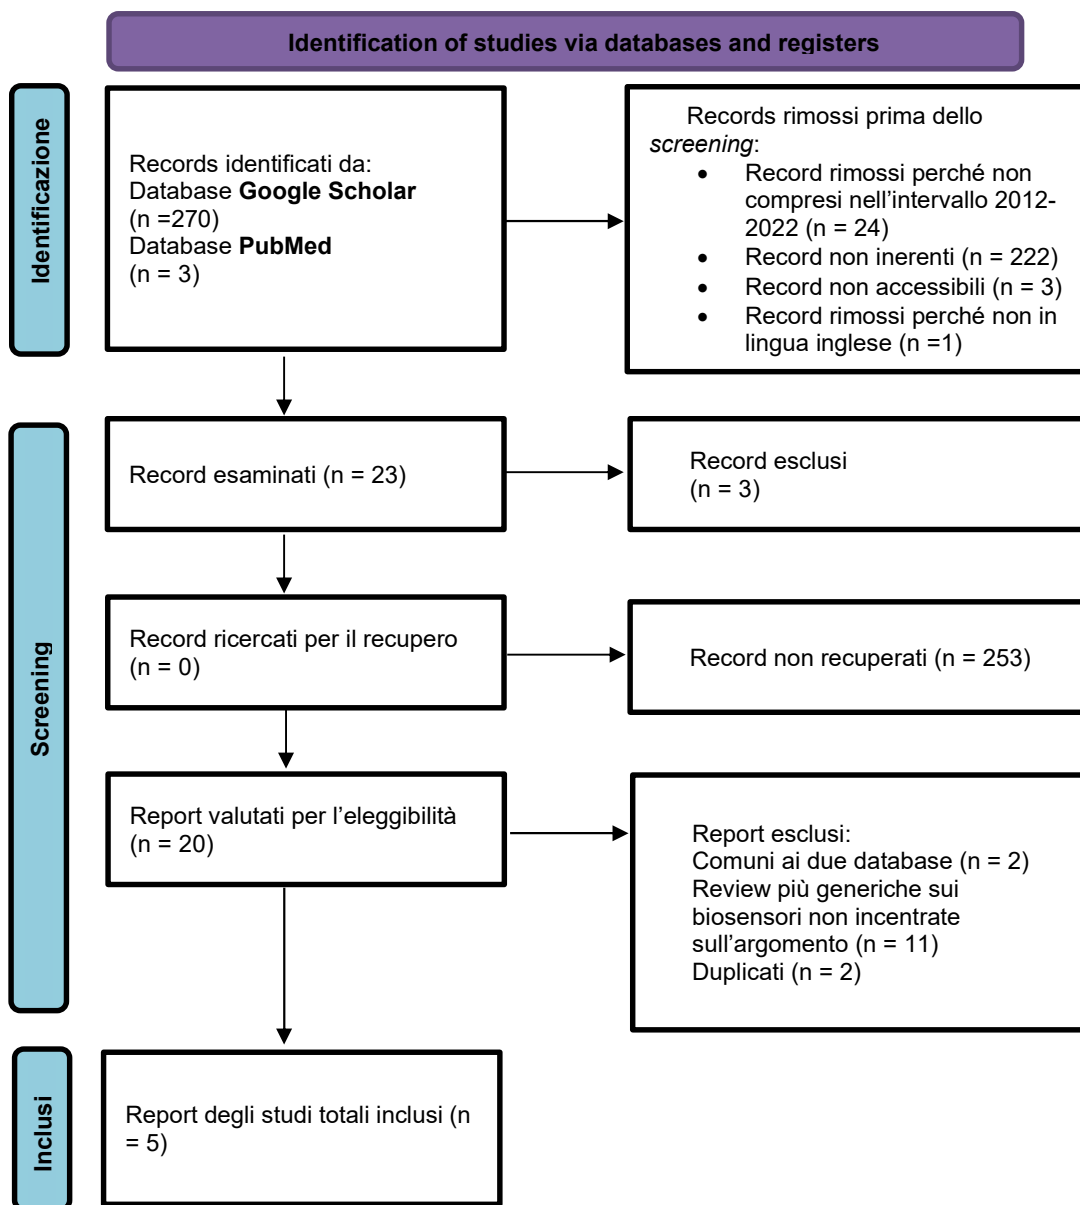 Identification of studies via databases and registers
Identificazione
Records identificati da:
Database Google Scholar
(n =270)
Database PubMed
(n = 3)
Records rimossi prima dello
screening:
• Record rimossi perché non
compresi nell'intervallo 2012-
2022 (n = 24)
• Record non inerenti (n = 222)
• Record non accessibili (n = 3)
• Record rimossi perché non in
lingua inglese (n =1)
Screening
Record esaminati (n = 23)
Record esclusi
(n = 3)
Record ricercati per il recupero
(n = 0)
Record non recuperati (n = 253)
Report valutati per l'eleggibilità
(n = 20)
Report esclusi:
Comuni ai due database (n = 2)
Review più generiche sui
biosensori non incentrate
sull'argomento (n = 11)
Duplicati (n = 2)
Inclusi
Report degli studi totali inclusi (n
= 5)